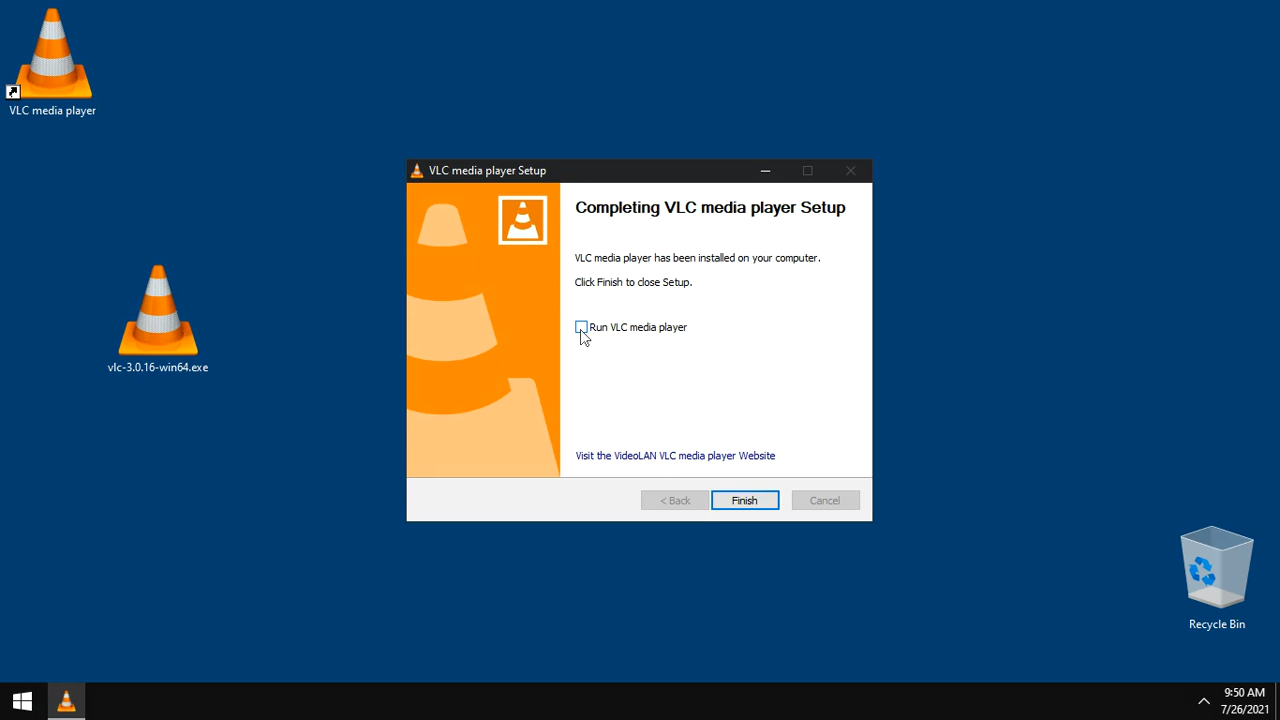 VLC media player
vlc-3.0.16-win64.exe
VLC media player Setup
Completing VLC media player Setup
VLC media player has been installed on your computer.
Click Finish to close Setup.
Run VLC media player
Visit the VideoLAN VLC media player Website
< Back
Finish
Cancel
Recycle Bin
9:50 AM
7/26/2021